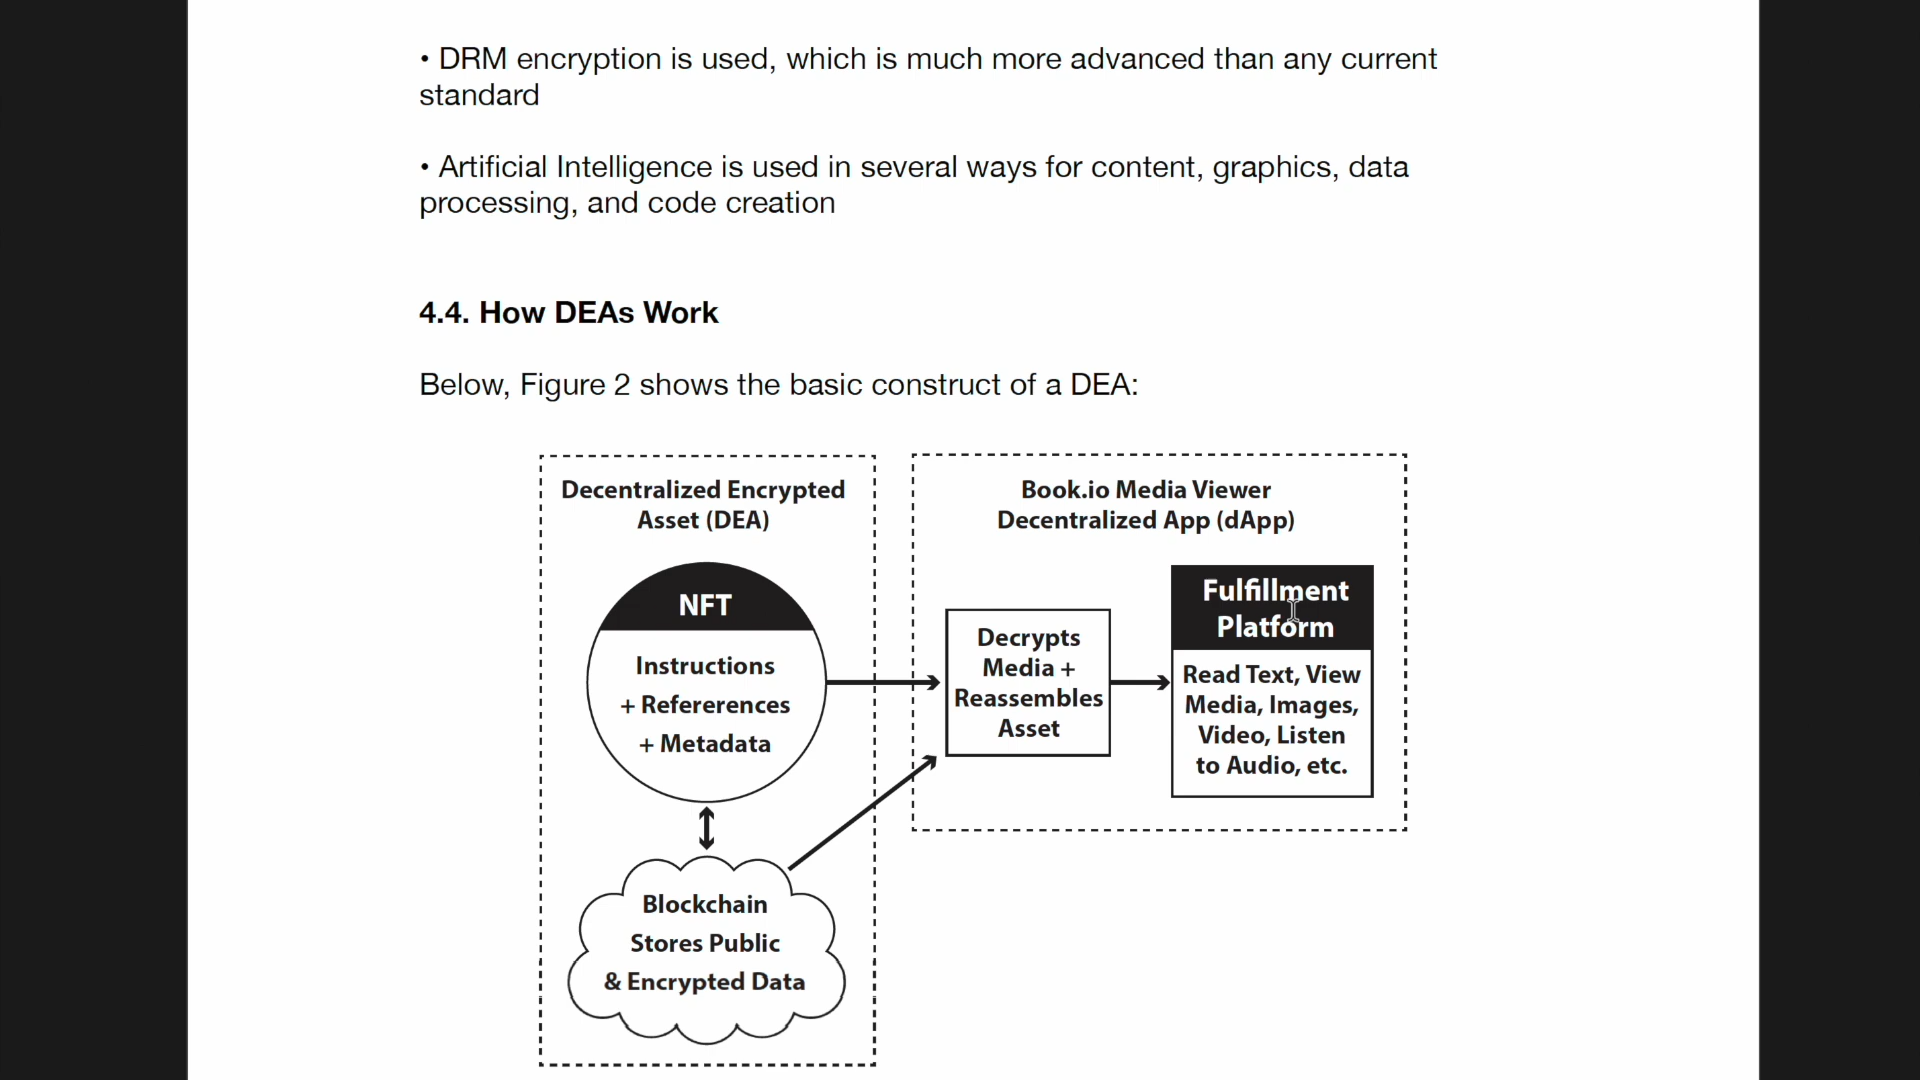 • DRM encryption is used, which is much more advanced than any current
standard
• Artificial Intelligence is used in several ways for content, graphics, data
processing, and code creation
4.4. How DEAs Work
Below, Figure 2 shows the basic construct of a DEA:
Decentralized Encrypted
Asset (DEA)
NFT
Instructions
+ Refererences
+ Metadata
Blockchain
Stores Public
& Encrypted Data
Book.io Media Viewer
Decentralized App (dApp)
Decrypts
Media +
Reassembles
Asset
Fulfillment
Platform
Read Text, View
Media, Images,
Video, Listen
to Audio, etc.